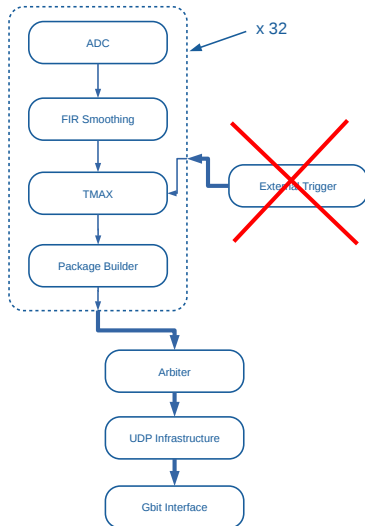 x 32
ADC
FIR Smoothing
TMAX
External Trigger
Package Builder
Arbiter
UDP Infrastructure
Gbit Interface